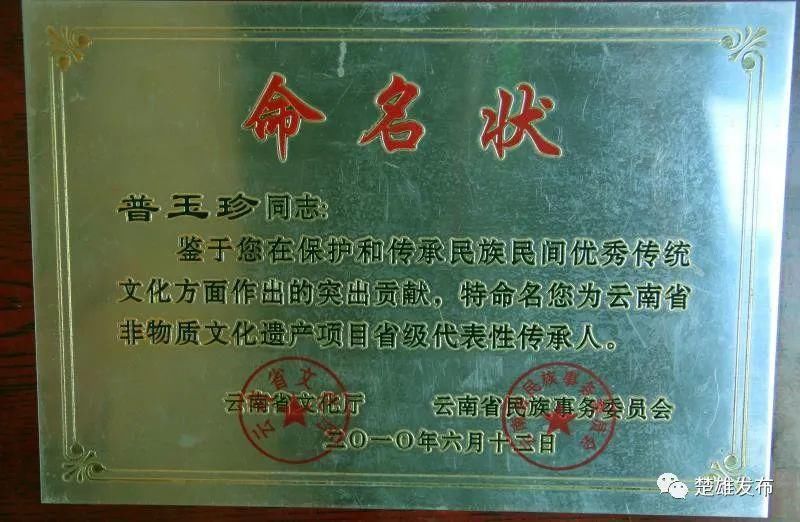 命名状
普玉珍同志:
鉴于您在保护和传承民族民间优秀传统
文化方面作出的突出贡献,特命名您为云南省
非物质文化遗产项目省级代表性传承人。
云南省文化厅 云南省民族事务委员会
二〇一〇年六月十二日
楚雄发布